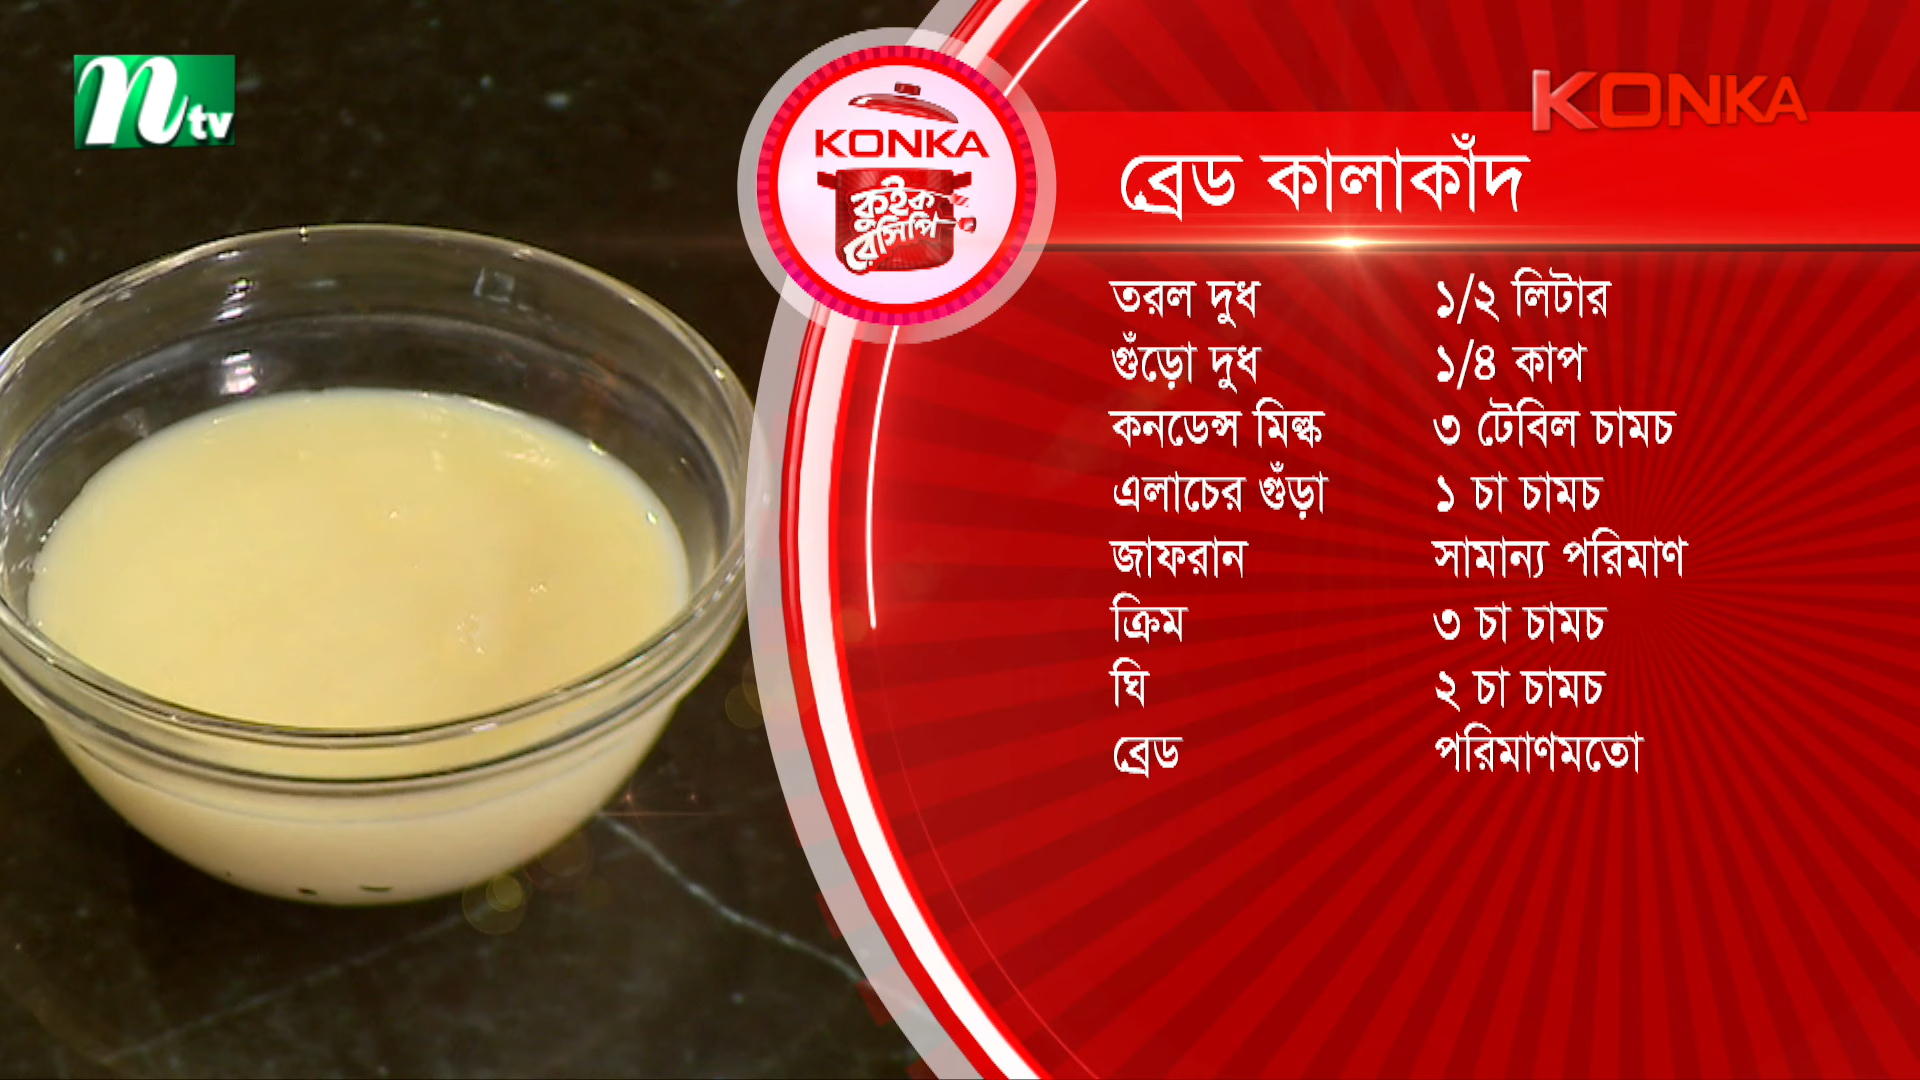 ntv
KONKA
KONKA
কুইক
রেসিপি
ব্রেড কালাকাঁদ
তরল দুধ ১/২ লিটার
গুঁড়ো দুধ ১/৪ কাপ
কনডেন্স মিল্ক ৩ টেবিল চামচ
এলাচের গুঁড়া ১ চা চামচ
জাফরান সামান্য পরিমাণ
ক্রিম ৩ চা চামচ
ঘি ২ চা চামচ
ব্রেড পরিমাণমতো